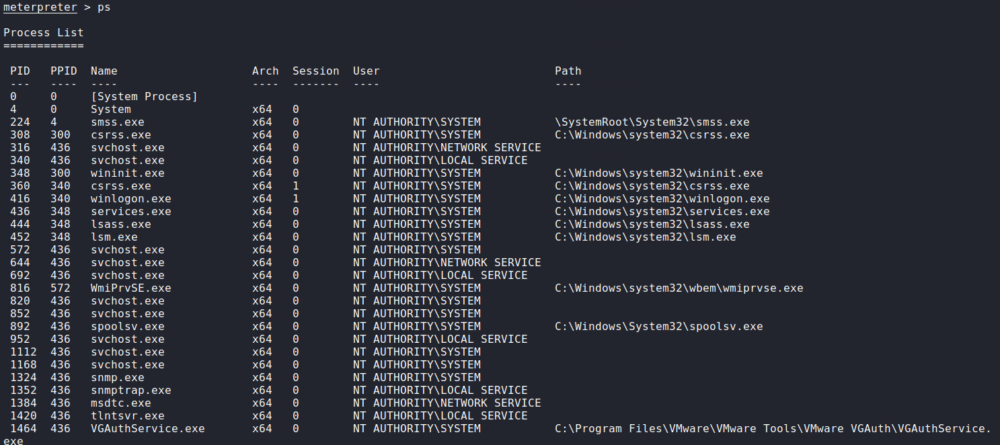 meterpreter > ps
Process List
============
PID PPID Name Arch Session User Path
--- ---- ---- ---- ------- ---- ----
0 0 [System Process]
4 0 System x64 0
224 4 smss.exe x64 0 NT AUTHORITY\SYSTEM \SystemRoot\System32\smss.exe
308 300 csrss.exe x64 0 NT AUTHORITY\SYSTEM C:\Windows\system32\csrss.exe
316 436 svchost.exe x64 0 NT AUTHORITY\NETWORK SERVICE
340 436 svchost.exe x64 0 NT AUTHORITY\LOCAL SERVICE
348 300 wininit.exe x64 0 NT AUTHORITY\SYSTEM C:\Windows\system32\wininit.exe
360 340 csrss.exe x64 1 NT AUTHORITY\SYSTEM C:\Windows\system32\csrss.exe
416 340 winlogon.exe x64 1 NT AUTHORITY\SYSTEM C:\Windows\system32\winlogon.exe
436 348 services.exe x64 0 NT AUTHORITY\SYSTEM C:\Windows\system32\services.exe
444 348 lsass.exe x64 0 NT AUTHORITY\SYSTEM C:\Windows\system32\lsass.exe
452 348 lsm.exe x64 0 NT AUTHORITY\SYSTEM C:\Windows\system32\lsm.exe
572 436 svchost.exe x64 0 NT AUTHORITY\SYSTEM
644 436 svchost.exe x64 0 NT AUTHORITY\NETWORK SERVICE
692 436 svchost.exe x64 0 NT AUTHORITY\LOCAL SERVICE
816 572 WmiPrvSE.exe x64 0 NT AUTHORITY\SYSTEM C:\Windows\system32\wbem\wmiprvse.exe
820 436 svchost.exe x64 0 NT AUTHORITY\SYSTEM
852 436 svchost.exe x64 0 NT AUTHORITY\SYSTEM
892 436 spoolsv.exe x64 0 NT AUTHORITY\SYSTEM C:\Windows\System32\spoolsv.exe
952 436 svchost.exe x64 0 NT AUTHORITY\LOCAL SERVICE
1112 436 svchost.exe x64 0 NT AUTHORITY\SYSTEM
1168 436 svchost.exe x64 0 NT AUTHORITY\SYSTEM
1324 436 snmp.exe x64 0 NT AUTHORITY\SYSTEM
1352 436 snmptrap.exe x64 0 NT AUTHORITY\LOCAL SERVICE
1384 436 msdtc.exe x64 0 NT AUTHORITY\NETWORK SERVICE
1420 436 tlntsvr.exe x64 0 NT AUTHORITY\LOCAL SERVICE
1464 436 VGAuthService.exe x64 0 NT AUTHORITY\SYSTEM C:\Program Files\VMware\VMware Tools\VMware VGAuth\VGAuthService.
exe